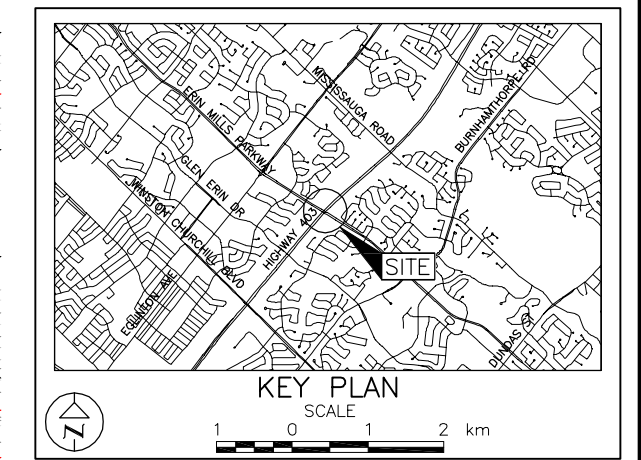 MISSISSAUGA ROAD
BURNHAMTHORPE RD
ERIN MILLS PARKWAY
GLEN ERIN DR
WINSTON CHURCHILL BLVD
HIGHWAY 403
SITE
EGLINTON AVE
DUNDAS ST
KEY PLAN
SCALE
1 0 1 2 km
N